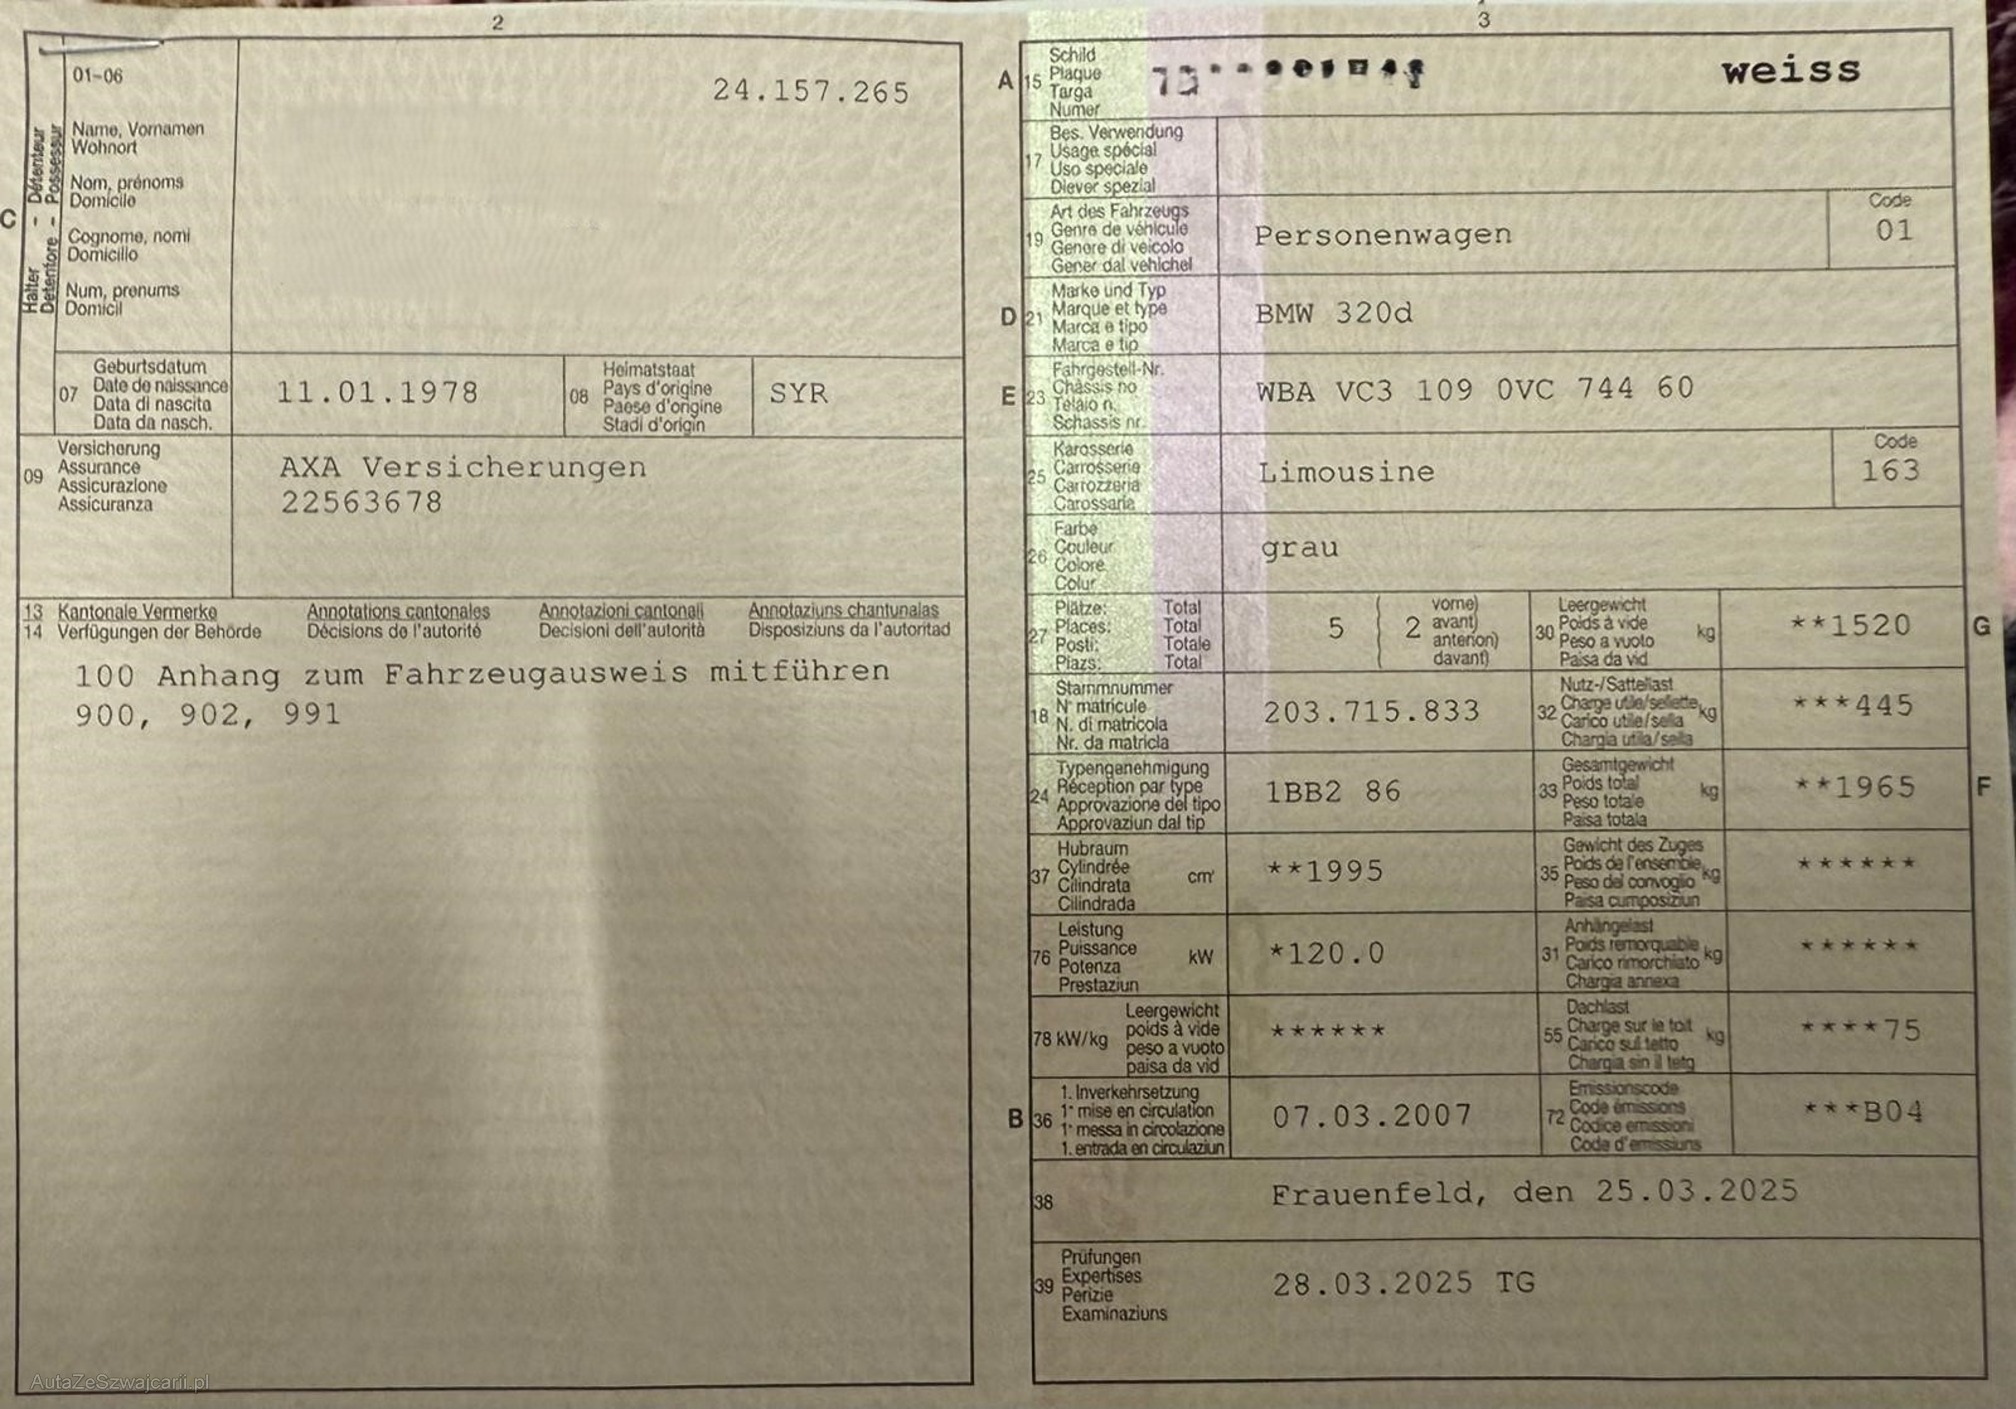 2
01-06
24.157.265
C
Halter - Détenteur
Detentore - Possessur
Name, Vornamen
Wohnort
Nom, prénoms
Domicile
Cognome, nomi
Domicilio
Num, prenums
Domicil
07
Geburtsdatum
Date de naissance
Data di nascita
Data da nasch.
11.01.1978
08
Heimatstaat
Pays d'origine
Paese d'origine
Stadi d'origin
SYR
09
Versicherung
Assurance
Assicurazione
Assicuranza
AXA Versicherungen
22563678
13 Kantonale Vermerke Annotations cantonales Annotazioni cantonali Annotaziuns chantunalas
14 Verfügungen der Behörde Décisions de l'autorité Decisioni dell'autorità Disposiziuns da l'autoritad
100 Anhang zum Fahrzeugausweis mitführen
900, 902, 991
AutaZeSzwajcarii.pl
3
A 15
Schild
Plaque
Targa
Numer
weiss
17
Bes. Verwendung
Usage spécial
Uso speciale
Diever spezial
19
Art des Fahrzeugs
Genre de véhicule
Genere di veicolo
Gener dal vehichel
Personenwagen
Code
01
D 21
Marke und Typ
Marque et type
Marca e tipo
Marca e tip
BMW 320d
E 23
Fahrgestell-Nr.
Châssis no
Telaio n.
Schassis nr.
WBA VC3 109 0VC 744 60
25
Karosserie
Carrosserie
Carrozzeria
Carossaria
Limousine
Code
163
26
Farbe
Couleur
Colore
Colur
grau
27
Plätze: Total
Places: Total
Posti: Totale
Plazs: Total
5 ( 2
vorne)
avant)
anteriori)
davant)
30
Leergewicht
Poids à vide
Peso a vuoto
Paisa da vid
kg
**1520
G
18
Stammnummer
N° matricule
N. di matricola
Nr. da matricla
203.715.833
32
Nutz-/Sattellast
Charge utile/sellette
Carico utile/sella
Chargia utila/sella
kg
***445
24
Typengenehmigung
Réception par type
Approvazione del tipo
Approvaziun dal tip
1BB2 86
33
Gesamtgewicht
Poids total
Peso totale
Paisa totala
kg
**1965
F
37
Hubraum
Cylindrée
Cilindrata
Cilindrada
cm³
**1995
35
Gewicht des Zuges
Poids de l'ensemble
Peso del convoglio
Paisa cumposiziun
kg
******
76
Leistung
Puissance
Potenza
Prestaziun
kW
*120.0
31
Anhängelast
Poids remorquable
Carico rimorchiato
Chargia annexa
kg
******
78 kW/kg
Leergewicht
poids à vide
peso a vuoto
paisa da vid
******
55
Dachlast
Charge sur le toit
Carico sul tetto
Chargia sin il tetg
kg
****75
B 36
1. Inverkehrsetzung
1e mise en circulation
1a messa in circolazione
1. entrada en circulaziun
07.03.2007
72
Emissionscode
Code émissions
Codice emissioni
Code d'emissiuns
***B04
38
Frauenfeld, den 25.03.2025
39
Prüfungen
Expertises
Perizie
Examinaziuns
28.03.2025 TG